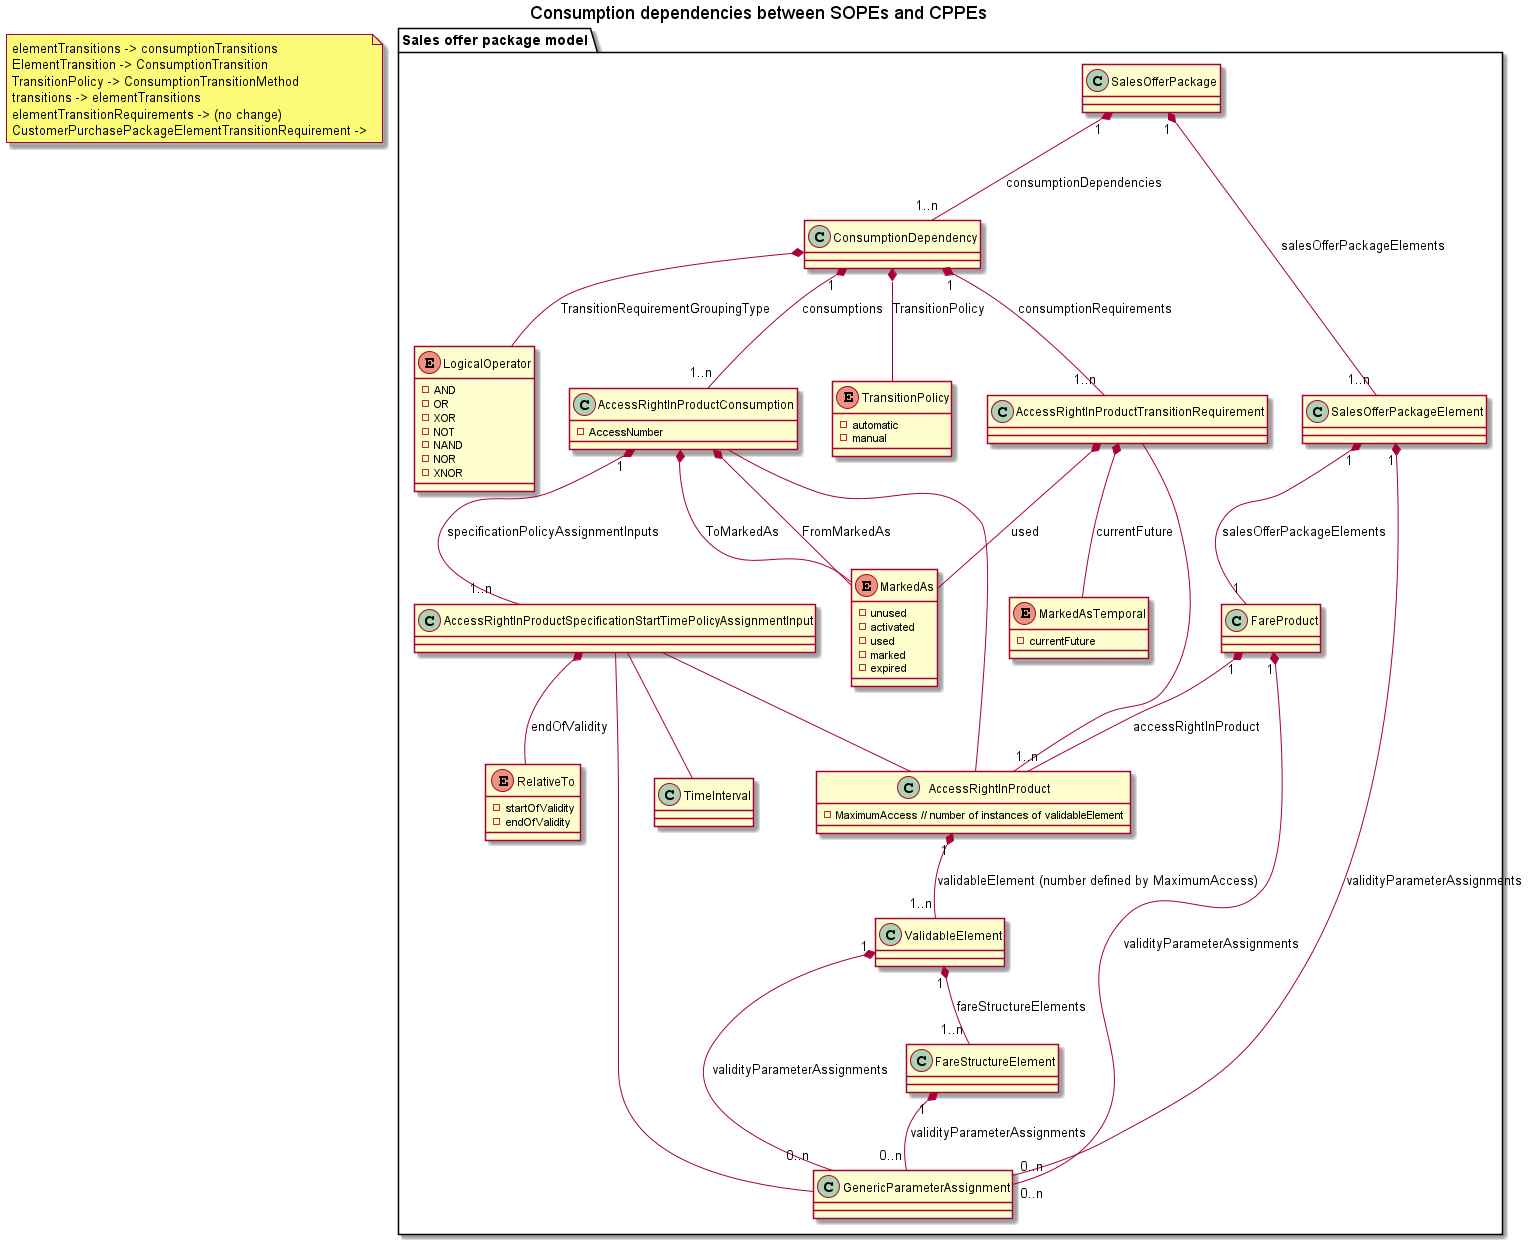 Consumption dependencies between SOPEs and CPPEs
elementTransitions -> consumptionTransitions
ElementTransition -> ConsumptionTransition
TransitionPolicy -> ConsumptionTransitionMethod
transitions -> elementTransitions
elementTransitionRequirements -> (no change)
CustomerPurchasePackageElementTransitionRequirement ->
Sales offer package model
C SalesOfferPackage
1
1
consumptionDependencies
1..n
salesOfferPackageElements
C ConsumptionDependency
1
1
TransitionRequirementGroupingType
consumptions
TransitionPolicy
consumptionRequirements
1..n
1..n
1..n
E LogicalOperator
AND
OR
XOR
NOT
NAND
NOR
XNOR
C AccessRightInProductConsumption
AccessNumber
E TransitionPolicy
automatic
manual
C AccessRightInProductTransitionRequirement
C SalesOfferPackageElement
1
1
1
specificationPolicyAssignmentInputs
ToMarkedAs
FromMarkedAs
used
currentFuture
salesOfferPackageElements
1..n
1
C AccessRightInProductSpecificationStartTimePolicyAssignmentInput
E MarkedAs
unused
activated
used
marked
expired
E MarkedAsTemporal
currentFuture
C FareProduct
1
1
endOfValidity
accessRightInProduct
1..n
E RelativeTo
startOfValidity
endOfValidity
C TimeInterval
C AccessRightInProduct
MaximumAccess // number of instances of validableElement
1
validableElement (number defined by MaximumAccess)
validityParameterAssignments
1..n
C ValidableElement
1
1
validityParameterAssignments
fareStructureElements
1..n
C FareStructureElement
1
validityParameterAssignments
validityParameterAssignments
0..n
0..n
0..n
0..n
C GenericParameterAssignment